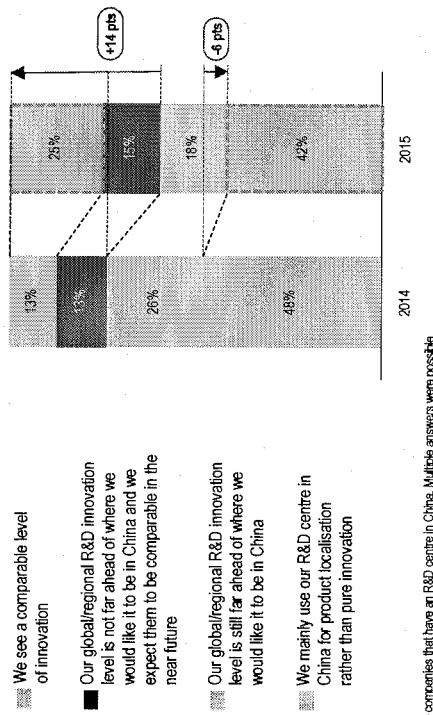 We see a comparable level
of innovation
Our global/regional R&D innovation
level is not far ahead of where we
would like it to be in China and we
expect them to be comparable in the
near future
Our global/regional R&D innovation
level is still far ahead of where we
would like it to be in China
We mainly use our R&D centre in
China for product localisation
rather than pure innovation
13%
13%
26%
48%
2014
25%
15%
18%
42%
2015
+14 pts
-6 pts
companies that have an R&D centre in China. Multiple answers were possible